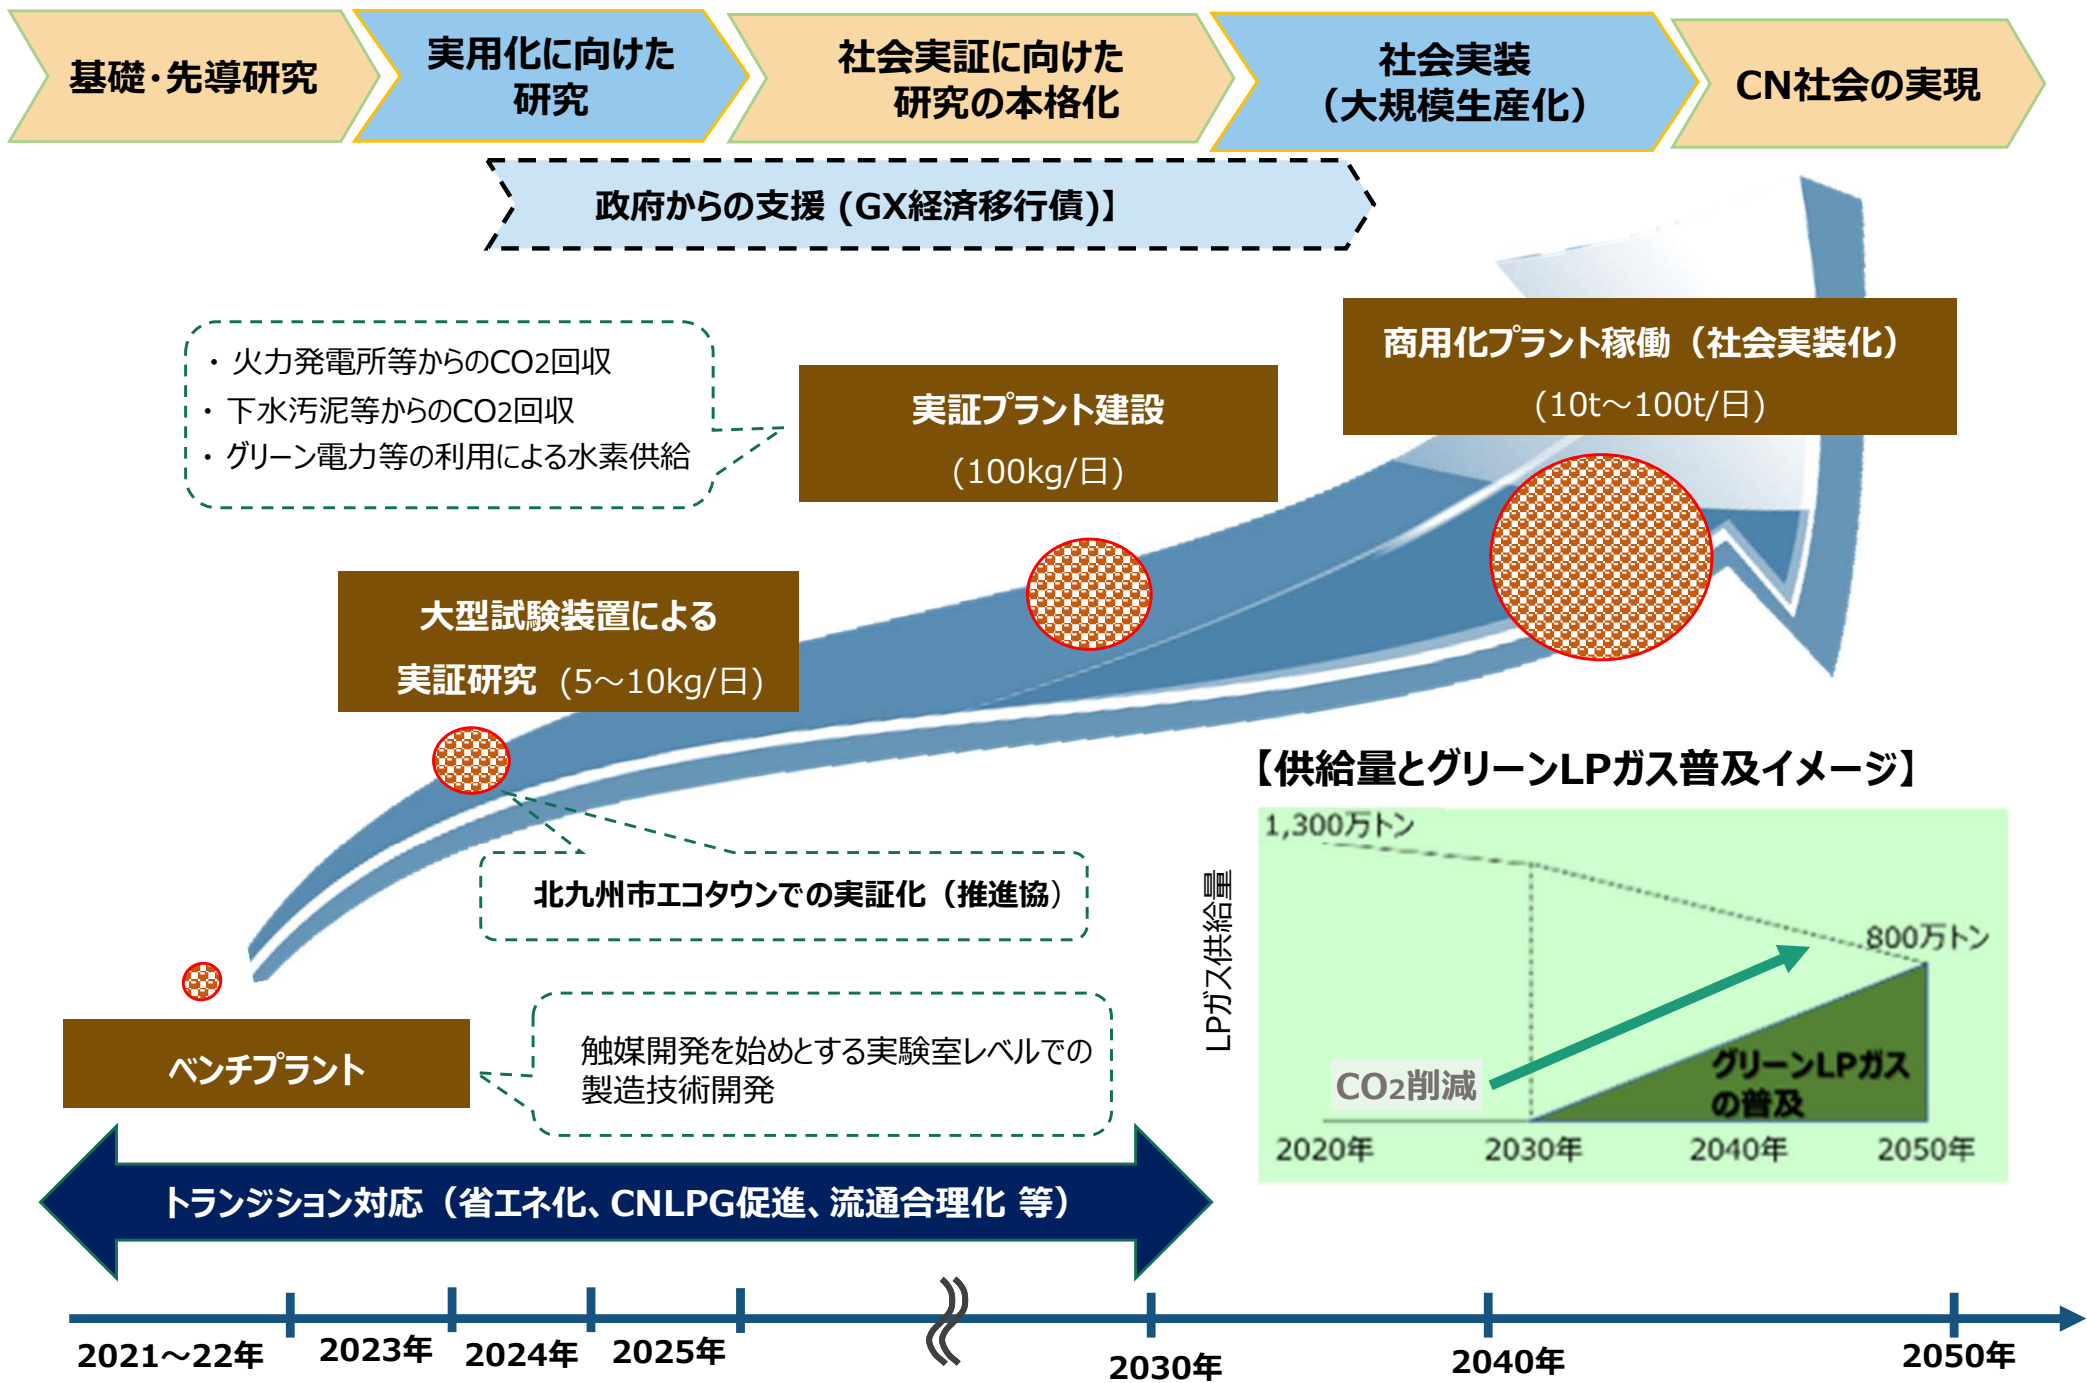 基礎・先導研究
実用化に向けた
研究
社会実証に向けた
研究の本格化
社会実装
（大規模生産化）
CN社会の実現
政府からの支援 (GX経済移行債)】
・ 火力発電所等からのCO2回収
・ 下水汚泥等からのCO2回収
・ グリーン電力等の利用による水素供給
実証プラント建設
(100kg/日)
商用化プラント稼働（社会実装化）
(10t～100t/日)
大型試験装置による
実証研究 (5～10kg/日)
北九州市エコタウンでの実証化（推進協）
ベンチプラント
触媒開発を始めとする実験室レベルでの
製造技術開発
【供給量とグリーンLPガス普及イメージ】
LPガス供給量
1,300万トン
800万トン
CO2削減
グリーンLPガス
の普及
2020年
2030年
2040年
2050年
トランジション対応（省エネ化、CNLPG促進、流通合理化 等）
2021～22年
2023年
2024年
2025年
2030年
2040年
2050年